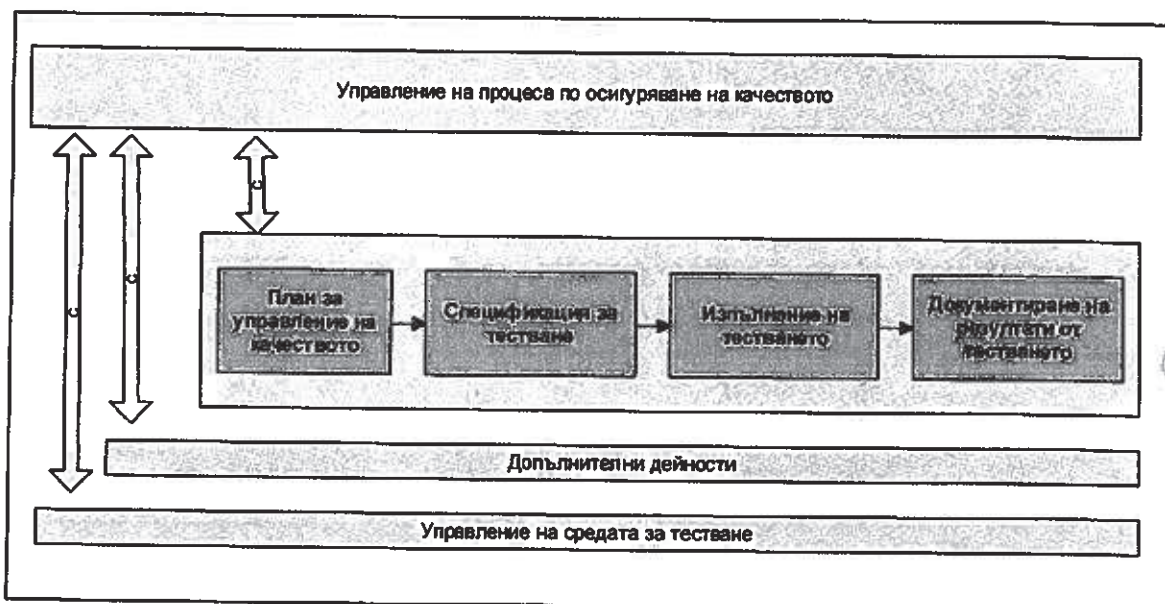 Управление на процеса по осигуряване на качеството
С
С
С
План за
управление на
качеството
Спецификация за
тестване
Изпълнение на
тестването
Документиране на
резултати от
тестването
Допълнителни дейности
Управление на средата за тестване